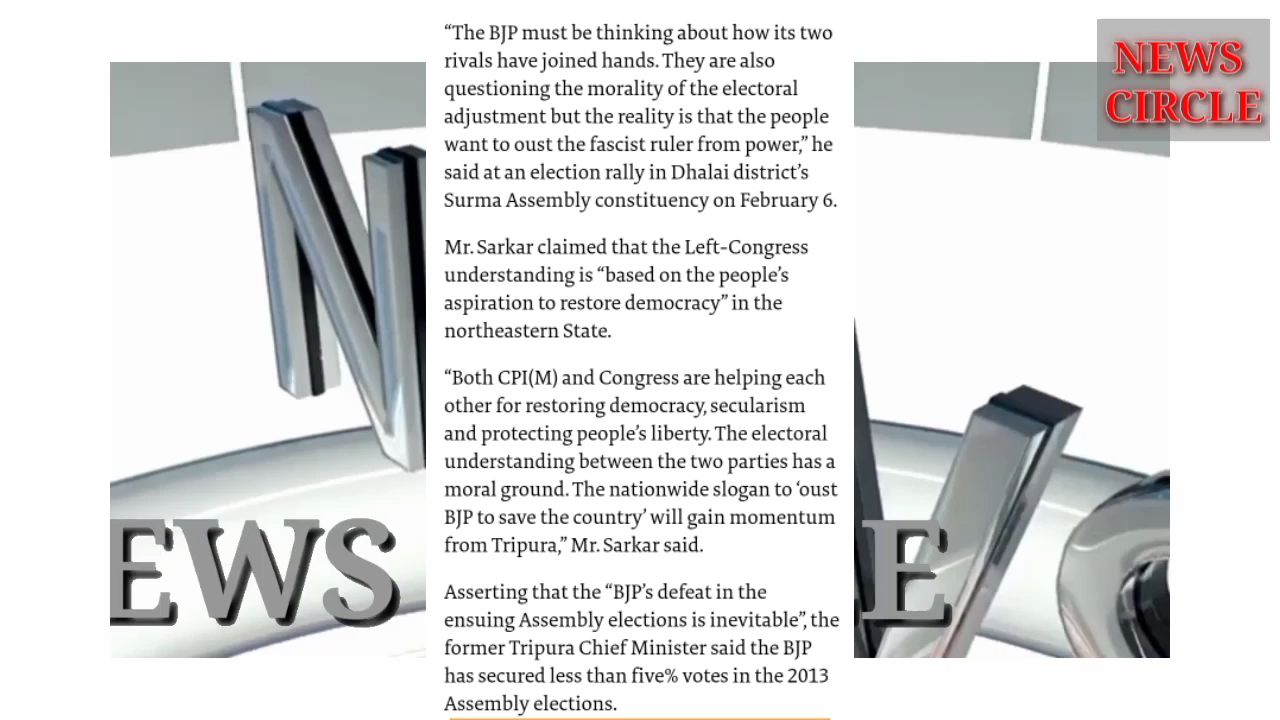 “The BJP must be thinking about how its two
rivals have joined hands. They are also
questioning the morality of the electoral
adjustment but the reality is that the people
want to oust the fascist ruler from power,” he
said at an election rally in Dhalai district’s
Surma Assembly constituency on February 6.
Mr. Sarkar claimed that the Left-Congress
understanding is “based on the people’s
aspiration to restore democracy” in the
northeastern State.
“Both CPI(M) and Congress are helping each
other for restoring democracy, secularism
and protecting people’s liberty. The electoral
understanding between the two parties has a
moral ground. The nationwide slogan to ‘oust
BJP to save the country’ will gain momentum
from Tripura,” Mr. Sarkar said.
Asserting that the “BJP’s defeat in the
ensuing Assembly elections is inevitable”, the
former Tripura Chief Minister said the BJP
has secured less than five% votes in the 2013
Assembly elections.
NEWS
CIRCLE
N
EWS
E